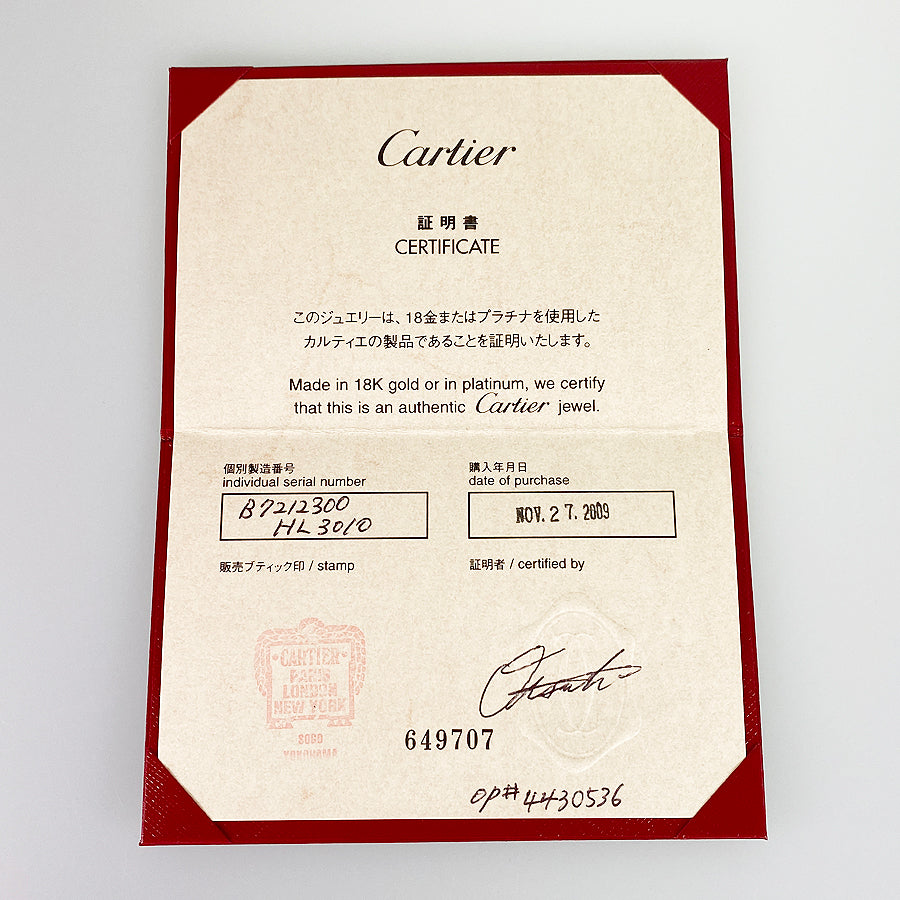 Cartier
証明書
CERTIFICATE
このジュエリーは、18金またはプラチナを使用した
カルティエの製品であることを証明いたします。
Made in 18K gold or in platinum, we certify
that this is an authentic Cartier jewel.
個別製造番号
individual serial number
B7212300
HL3010
購入年月日
date of purchase
NOV. 27. 2009
販売ブティック印 / stamp
証明者 / certified by
CARTIER
PARIS
LONDON
NEW YORK
SOGO
YOKOHAMA
649707
op# 4430536